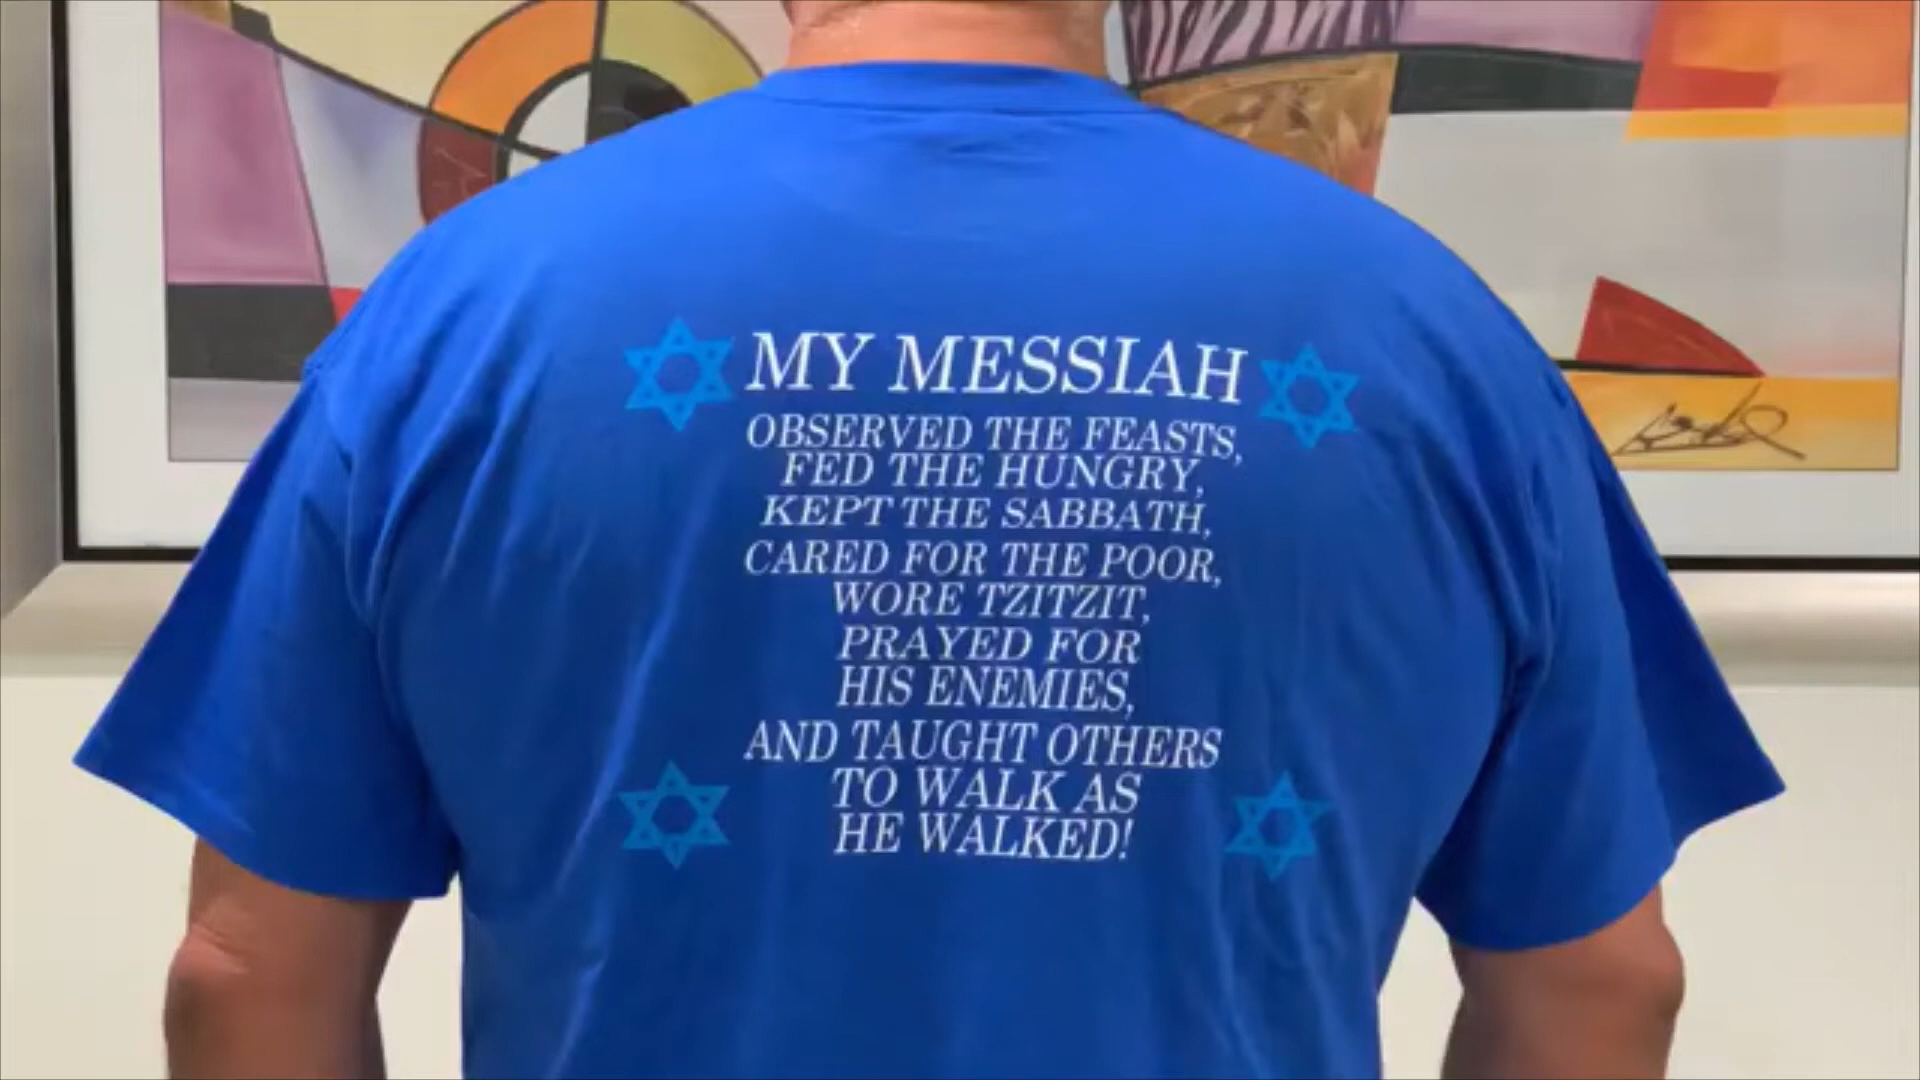 MY MESSIAH
OBSERVED THE FEASTS,
FED THE HUNGRY,
KEPT THE SABBATH,
CARED FOR THE POOR,
WORE TZITZIT,
PRAYED FOR
HIS ENEMIES,
AND TAUGHT OTHERS
TO WALK AS
HE WALKED!